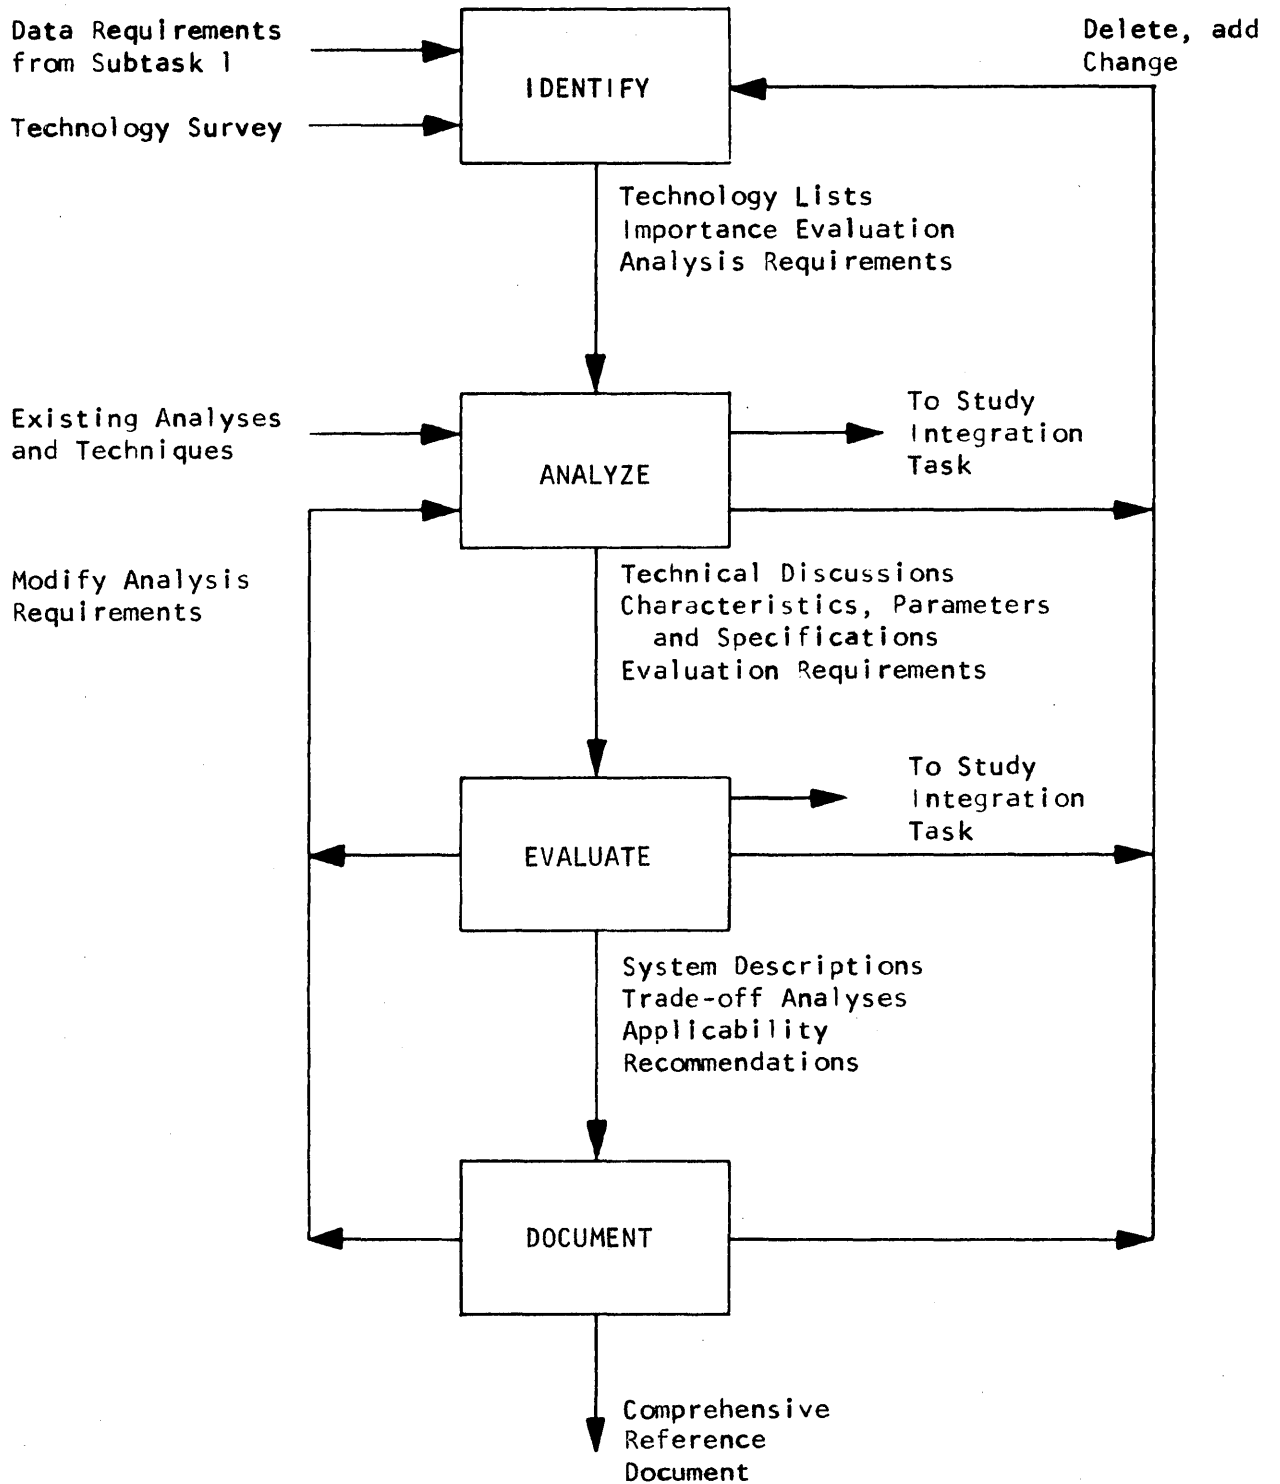 Data Requirements
from Subtask 1
Delete, add
Change
IDENTIFY
Technology Survey
Technology Lists
Importance Evaluation
Analysis Requirements
Existing Analyses
and Techniques
To Study
Integration
Task
ANALYZE
Modify Analysis
Requirements
Technical Discussions
Characteristics, Parameters
and Specifications
Evaluation Requirements
To Study
Integration
Task
EVALUATE
System Descriptions
Trade-off Analyses
Applicability
Recommendations
DOCUMENT
Comprehensive
Reference
Document